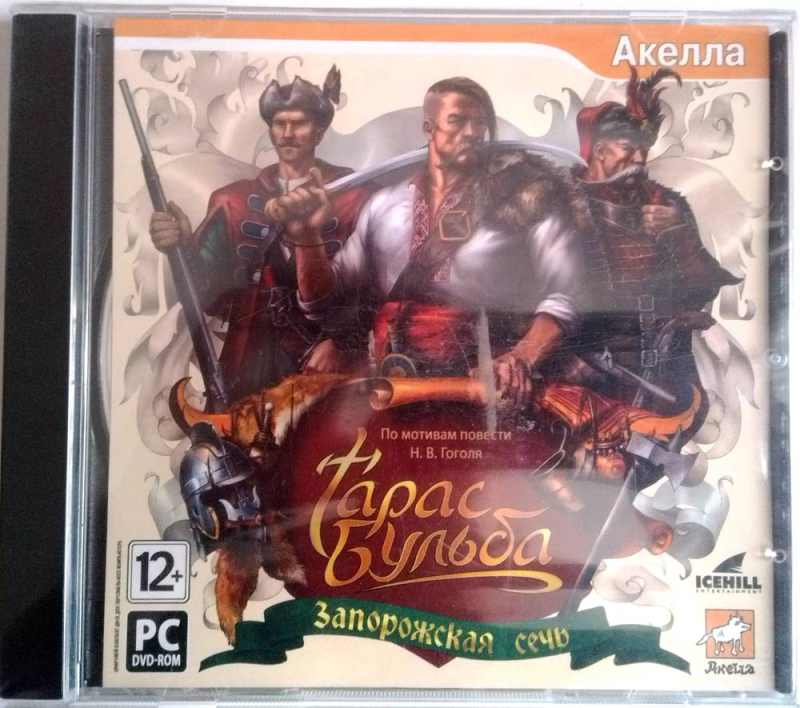 Акелла
По мотивам повести
Н. В. Гоголя
Тарас
Бульба
Запорожская сечь
12+
PC
DVD-ROM
ICEHILL
ENTERTAINMENT
Акелла